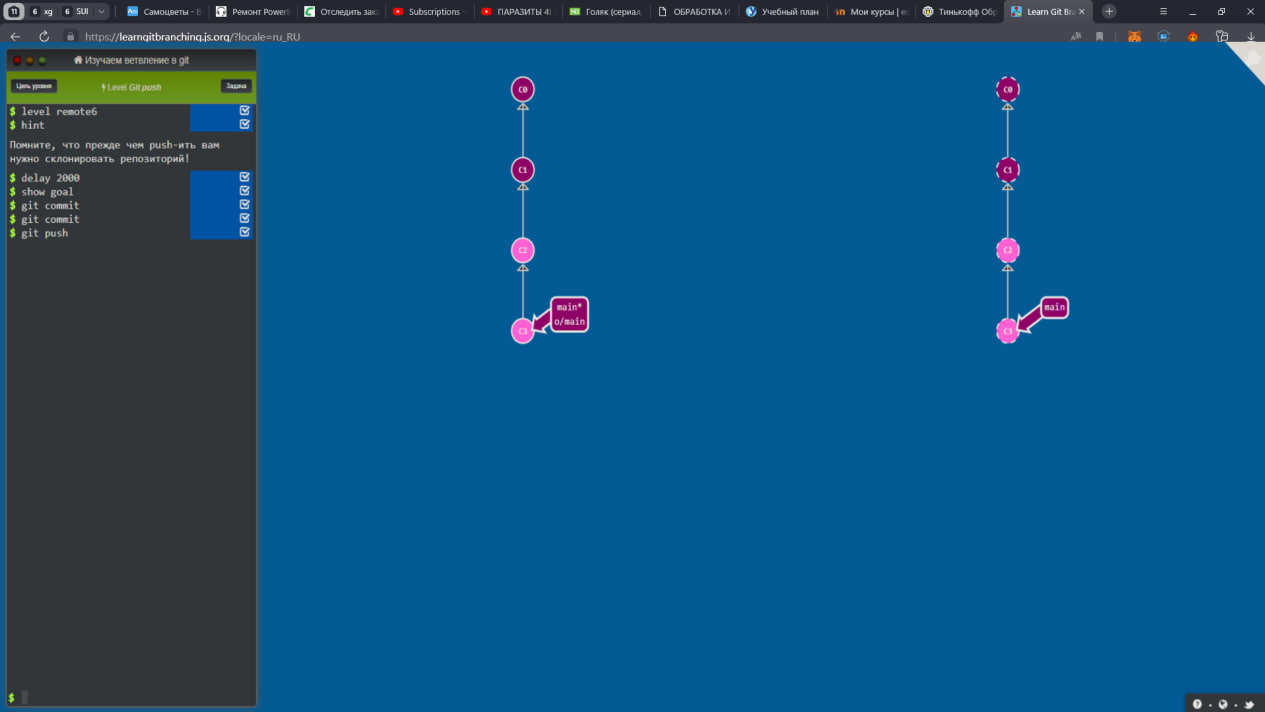 11
6 xg
6 SUI
Самоцветы - В
Ремонт PowerB
Отследить зака
Subscriptions -
ПАРАЗИТЫ 4
Голяк (сериал,
ОБРАБОТКА И
Учебный план
Мои курсы | ес
Тинькофф Обр
Learn Git Bra
https://learngitbranching.js.org/?locale=ru_RU
Изучаем ветвление в git
Цель уровня
Level Git push
Задача
$ level remote6
$ hint
Помните, что прежде чем push-ить вам
нужно склонировать репозиторий!
$ delay 2000
$ show goal
$ git commit
$ git commit
$ git push
$
C0
C1
C2
C3
main*
o/main
C0
C1
C2
C3
main